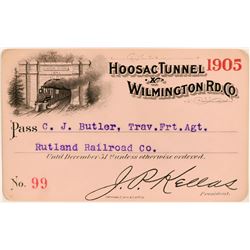 HOOSAC TUNNEL 1905
&
WILMINGTON RD. CO.
Pass C. J. Butler, Trav.Frt.Agt.
Rutland Railroad Co.
Until December 31st unless otherwise ordered.
No. 99 J. P. Kellas
President.